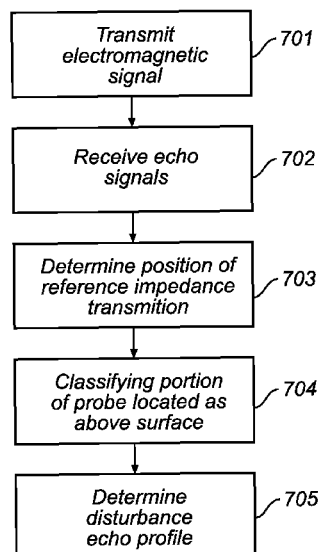 Transmit
electromagnetic
signal
701
Receive echo
signals
702
Determine position of
reference impedance
transmition
703
Classifying portion
of probe located as
above surface
704
Determine
disturbance
echo profile
705